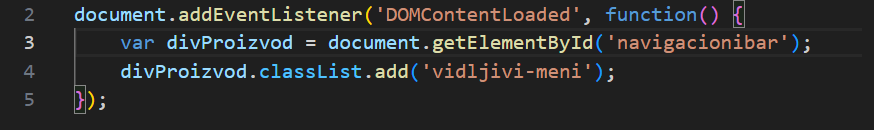 2 document.addEventListener('DOMContentLoaded', function() {
3 var divProizvod = document.getElementById('navigacionibar');
4 divProizvod.classList.add('vidljivi-meni');
5 });